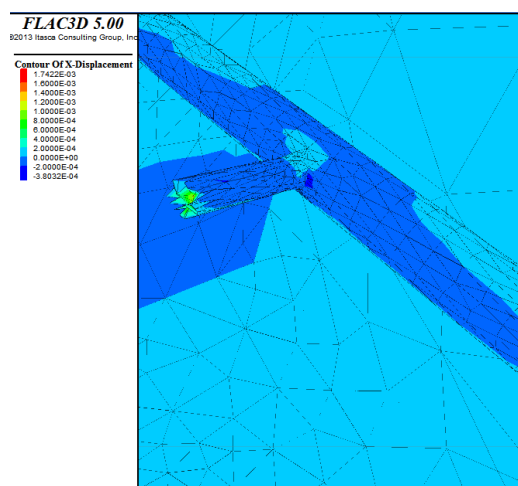 FLAC3D 5.00
©2013 Itasca Consulting Group, Inc
Contour Of X-Displacement
1.7422E-03
1.6000E-03
1.4000E-03
1.2000E-03
1.0000E-03
8.0000E-04
6.0000E-04
4.0000E-04
2.0000E-04
0.0000E+00
-2.0000E-04
-3.8032E-04